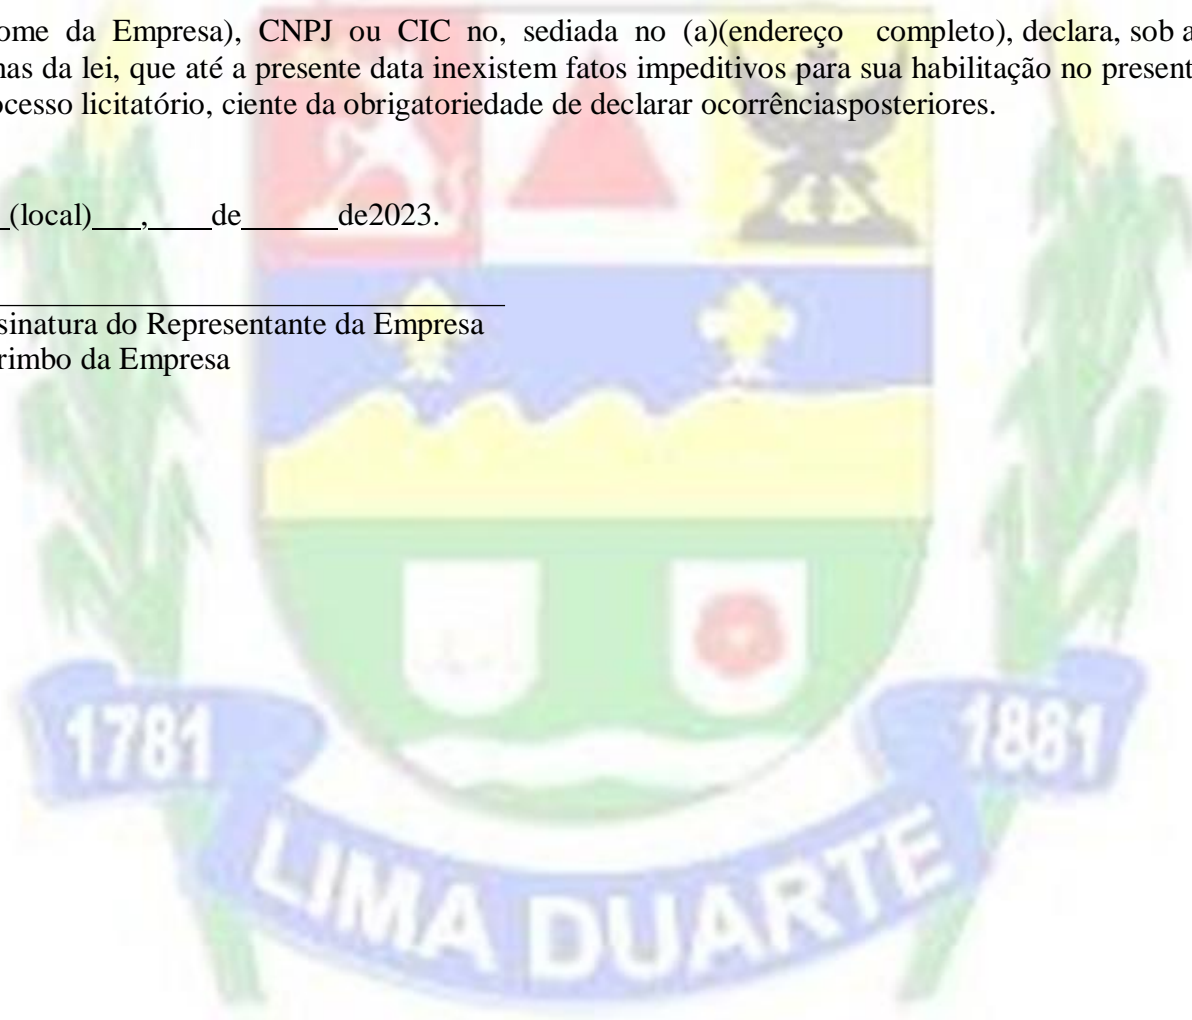 ome da Empresa), CNPJ ou CIC no, sediada no (a)(endereço completo), declara, sob a
nas da lei, que até a presente data inexistem fatos impeditivos para sua habilitação no present
ocesso licitatório, ciente da obrigatoriedade de declarar ocorrênciasposteriores.
_(local)___,____de______de2023.
sinatura do Representante da Empresa
rimbo da Empresa
1781
1881
LIMA DUARTE